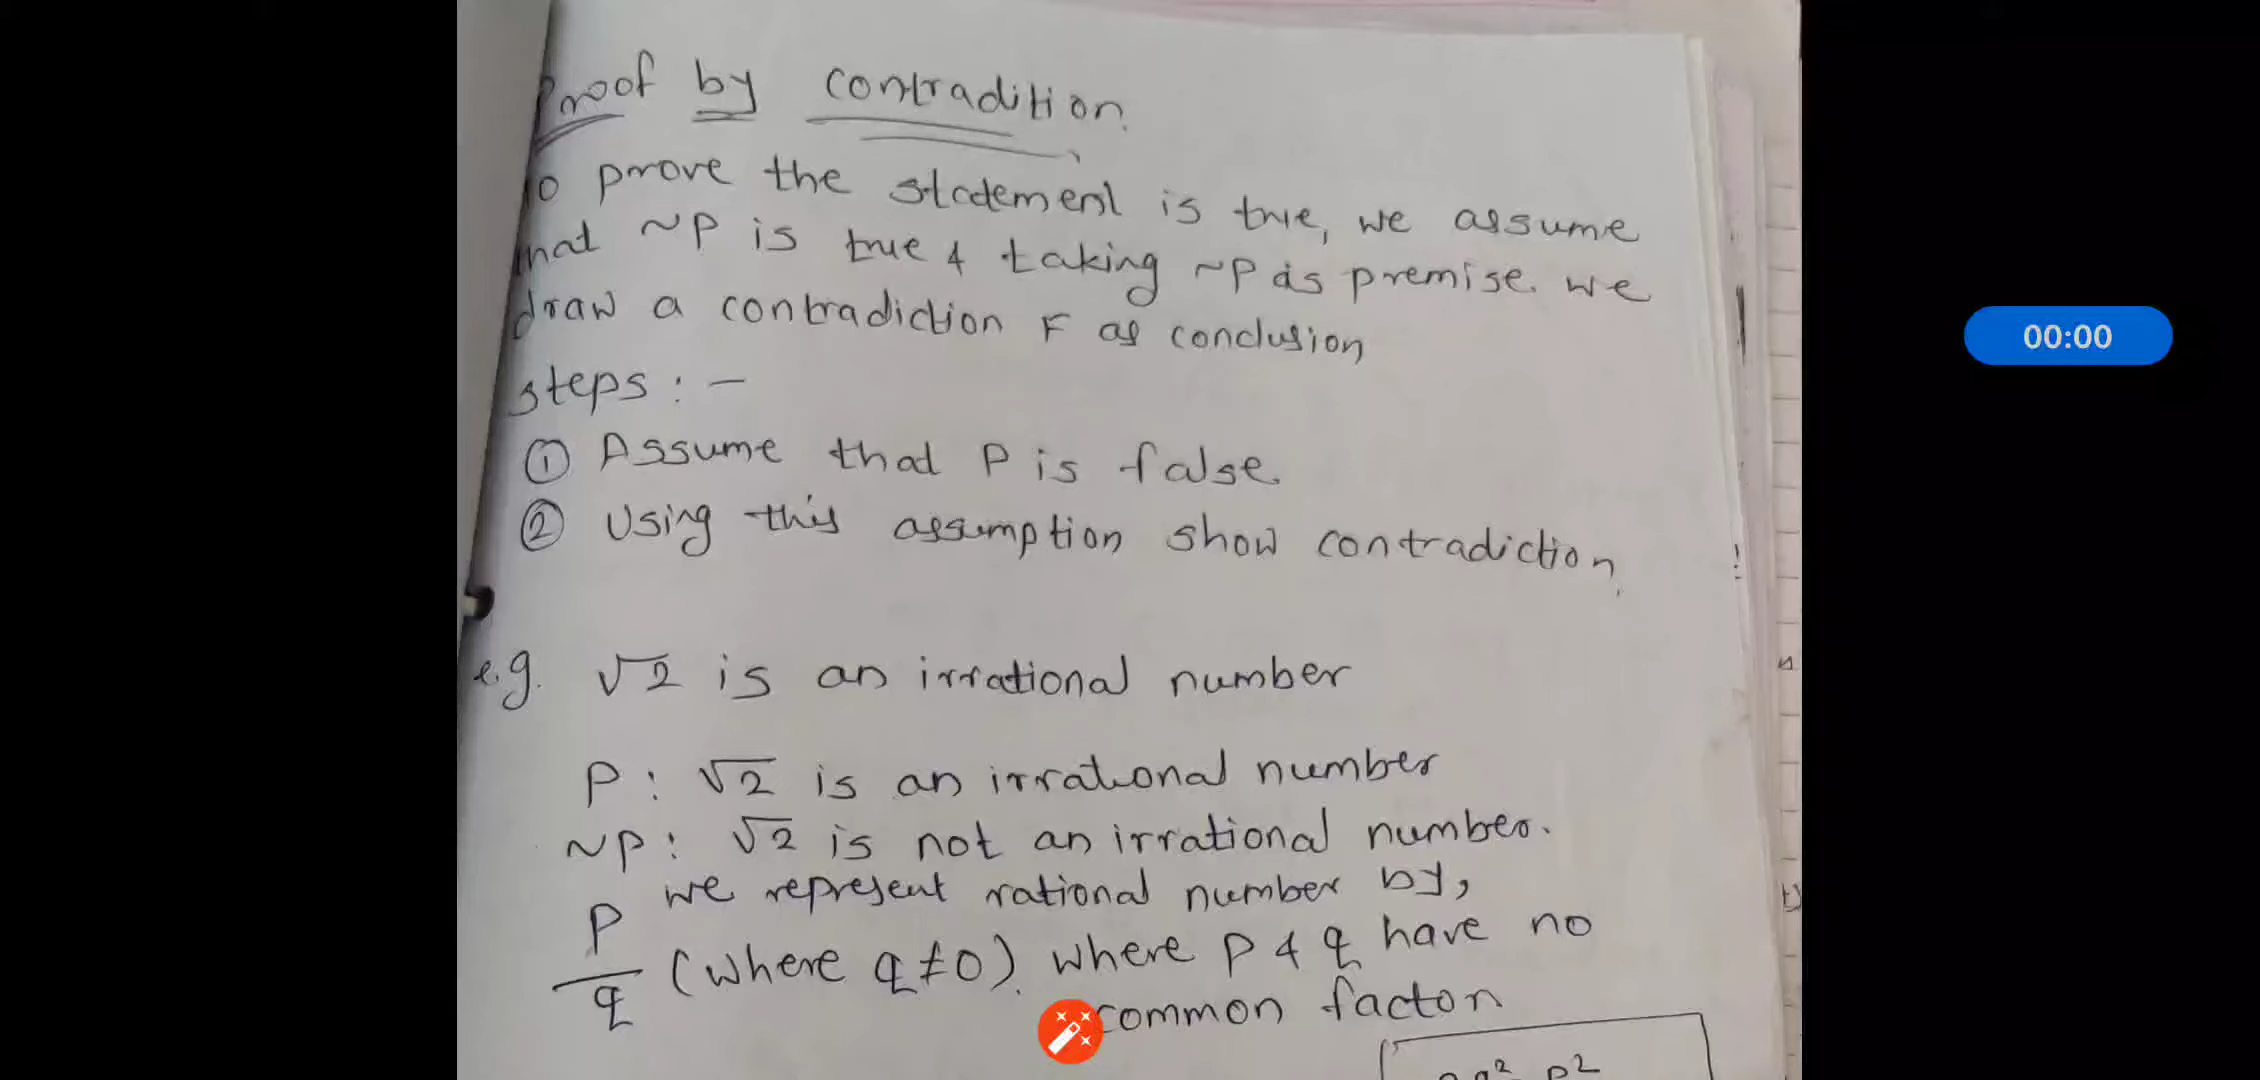 Proof by contradition.
To prove the statement is true, we assume
that ~P is true & taking ~P as premise. we
draw a contradiction F as conclusion
steps : -
① Assume that P is false.
② Using this assumption show contradiction
e.g. √2 is an irrational number
P : √2 is an irrational number
~P : √2 is not an irrational number.
we represent rational number by,
P/q (where q≠0). where P & q have no
common factor
00:00